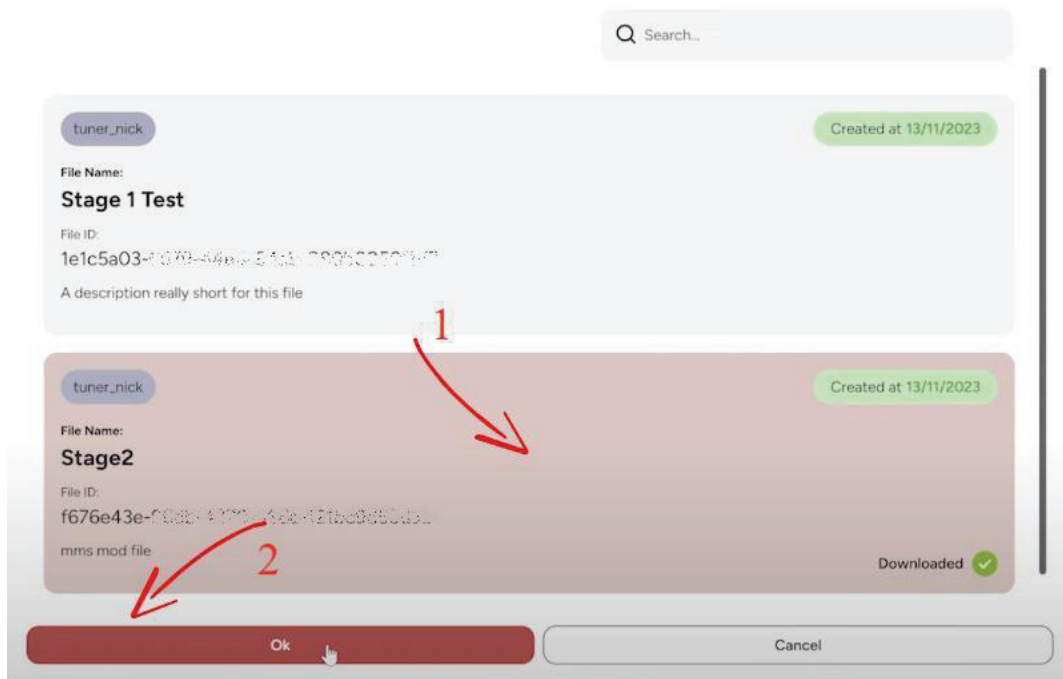 Search...
tuner_nick
Created at 13/11/2023
File Name:
Stage 1 Test
File ID:
1e1c5a03-
A description really short for this file
1
tuner_nick
Created at 13/11/2023
File Name:
Stage2
File ID:
f676e43e-
mms mod file
2
Downloaded
Ok
Cancel